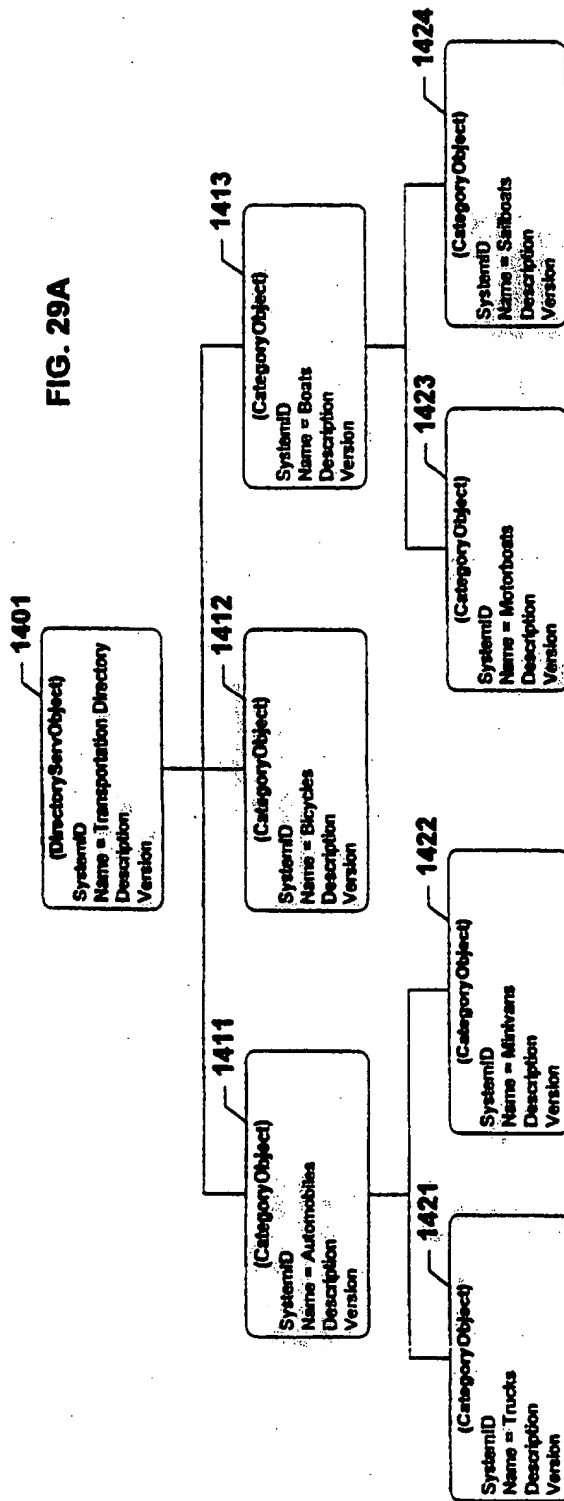 FIG. 29A
1401
(DirectoryServObject)
SystemID
Name = Transportation Directory
Description
Version
1411
(CategoryObject)
SystemID
Name = Automobiles
Description
Version
1412
(CategoryObject)
SystemID
Name = Bicycles
Description
Version
1413
(CategoryObject)
SystemID
Name = Boats
Description
Version
1421
(CategoryObject)
SystemID
Name = Trucks
Description
Version
1422
(CategoryObject)
SystemID
Name = Minivans
Description
Version
1423
(CategoryObject)
SystemID
Name = Motorboats
Description
Version
1424
(CategoryObject)
SystemID
Name = Sailboats
Description
Version